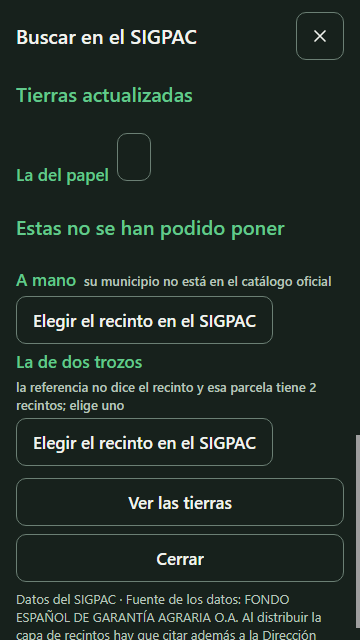 Buscar en el SIGPAC
Tierras actualizadas
La del papel
Estas no se han podido poner
A mano su municipio no está en el catálogo oficial
Elegir el recinto en el SIGPAC
La de dos trozos
la referencia no dice el recinto y esa parcela tiene 2
recintos; elige uno
Elegir el recinto en el SIGPAC
Ver las tierras
Cerrar
Datos del SIGPAC · Fuente de los datos: FONDO
ESPAÑOL DE GARANTÍA AGRARIA O.A. Al distribuir la
capa de recintos hay que citar además a la Dirección